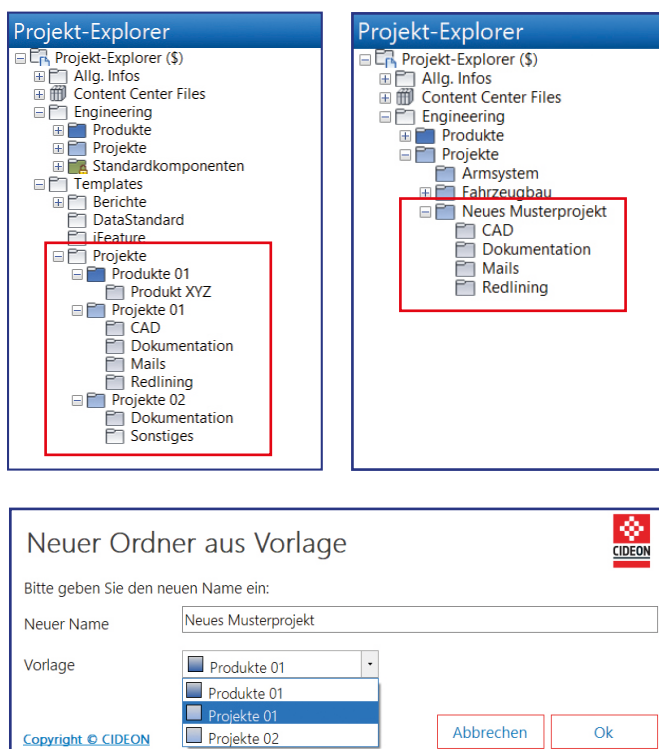 Projekt-Explorer
Projekt-Explorer ($)
Allg. Infos
Content Center Files
Engineering
Produkte
Projekte
Standardkomponenten
Templates
Berichte
DataStandard
iFeature
Projekte
Produkte 01
Produkt XYZ
Projekte 01
CAD
Dokumentation
Mails
Redlining
Projekte 02
Dokumentation
Sonstiges
Projekt-Explorer
Projekt-Explorer ($)
Allg. Infos
Content Center Files
Engineering
Produkte
Projekte
Armsystem
Fahrzeugbau
Neues Musterprojekt
CAD
Dokumentation
Mails
Redlining
Neuer Ordner aus Vorlage
CIDEON
Bitte geben Sie den neuen Name ein:
Neuer Name
Neues Musterprojekt
Vorlage
Produkte 01
Produkte 01
Projekte 01
Projekte 02
Copyright © CIDEON
Abbrechen
Ok